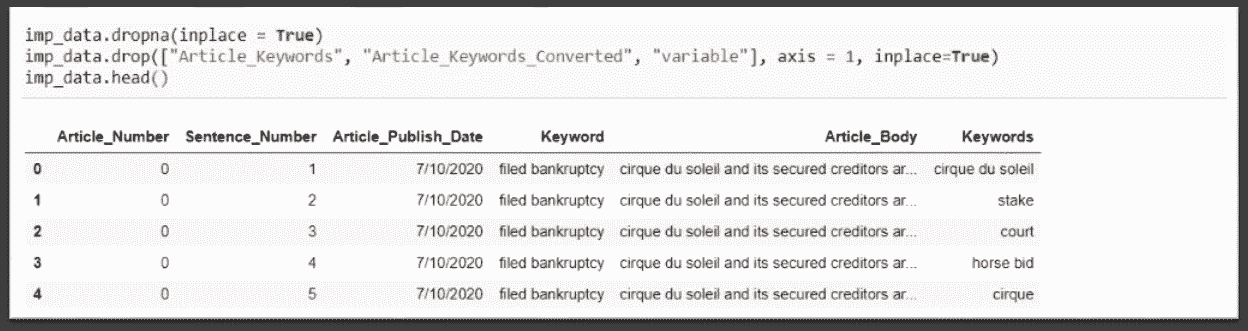 imp_data.dropna(inplace = True)
imp_data.drop(["Article_Keywords", "Article_Keywords_Converted", "variable"], axis = 1, inplace=True)
imp_data.head()
Article_Number Sentence_Number Article_Publish_Date Keyword Article_Body Keywords
0 0 1 7/10/2020 filed bankruptcy cirque du soleil and its secured creditors ar... cirque du soleil
1 0 2 7/10/2020 filed bankruptcy cirque du soleil and its secured creditors ar... stake
2 0 3 7/10/2020 filed bankruptcy cirque du soleil and its secured creditors ar... court
3 0 4 7/10/2020 filed bankruptcy cirque du soleil and its secured creditors ar... horse bid
4 0 5 7/10/2020 filed bankruptcy cirque du soleil and its secured creditors ar... cirque